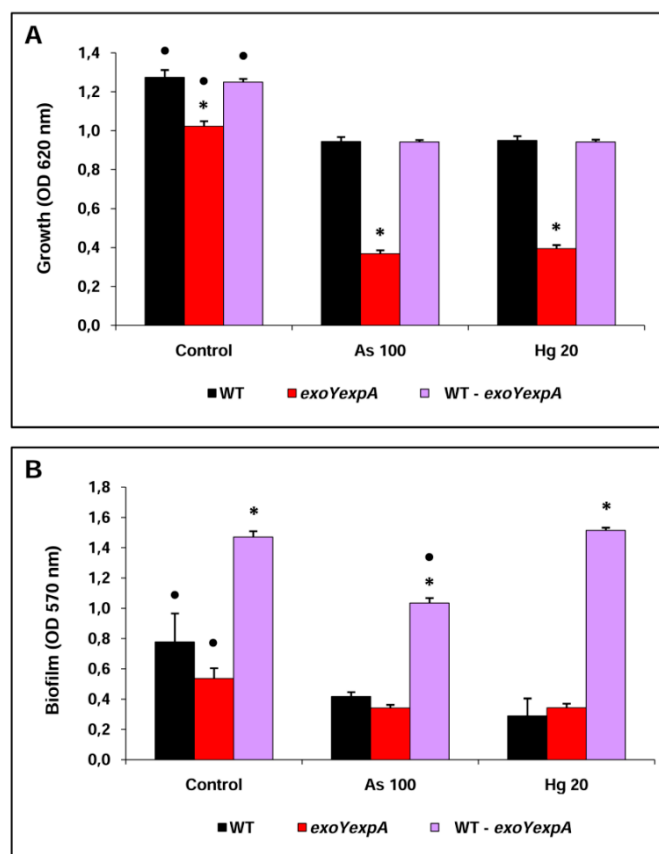 A
Growth (OD 620 nm)
1,4
1,2
1,0
0,8
0,6
0,4
0,2
0,0
● ● ●
*
* *
Control As 100 Hg 20
WT exoYexpA WT - exoYexpA
B
Biofilm (OD 570 nm)
1,8
1,6
1,4
1,2
1,0
0,8
0,6
0,4
0,2
0,0
* *
● ● ●
*
Control As 100 Hg 20
WT exoYexpA WT - exoYexpA